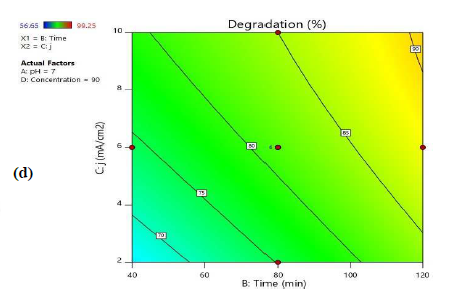 Degradation (%)
56.65 98.25
X1 = B: Time
X2 = C: j
Actual Factors
A: pH = 7
D: Concentration = 90
(d)
C: j (mA/cm2)
10
8
6
4
2
90
85
80
75
70
40
60
80
100
120
B: Time (min)